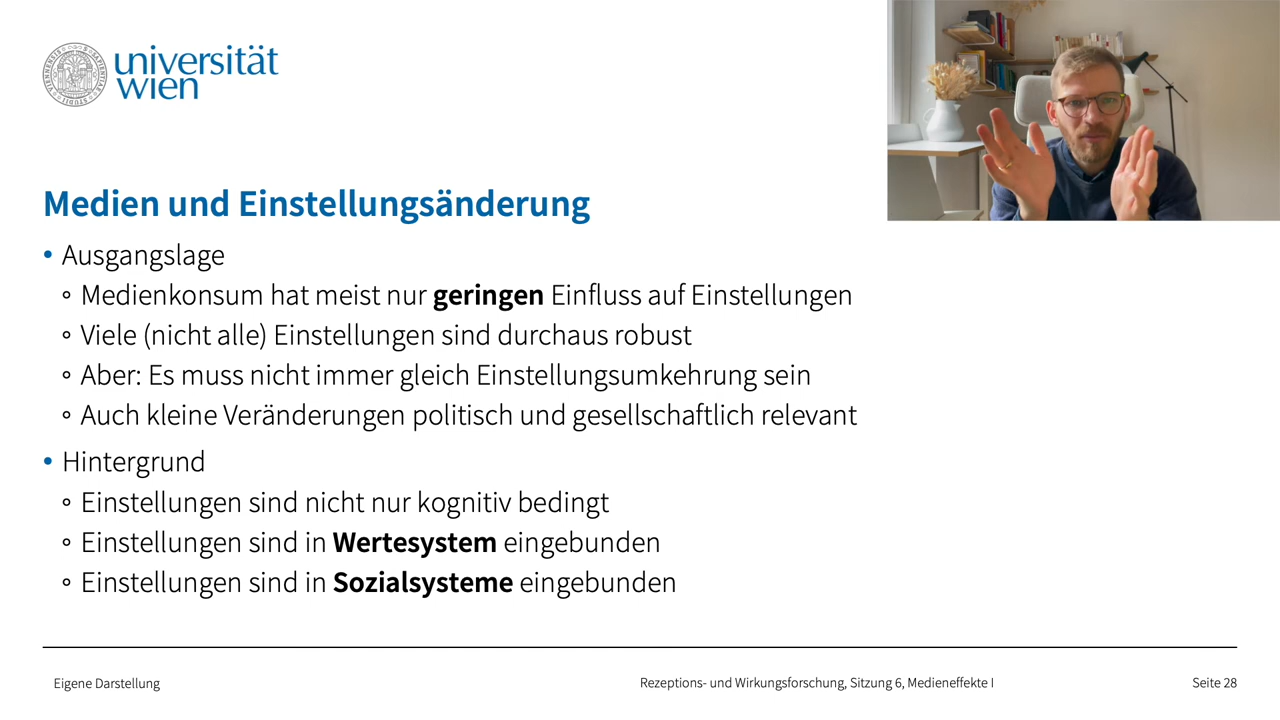 universität
wien
Medien und Einstellungsänderung
• Ausgangslage
∘ Medienkonsum hat meist nur geringen Einfluss auf Einstellungen
∘ Viele (nicht alle) Einstellungen sind durchaus robust
∘ Aber: Es muss nicht immer gleich Einstellungsumkehrung sein
∘ Auch kleine Veränderungen politisch und gesellschaftlich relevant
• Hintergrund
∘ Einstellungen sind nicht nur kognitiv bedingt
∘ Einstellungen sind in Wertesystem eingebunden
∘ Einstellungen sind in Sozialsysteme eingebunden
Eigene Darstellung
Rezeptions- und Wirkungsforschung, Sitzung 6, Medieneffekte I
Seite 28